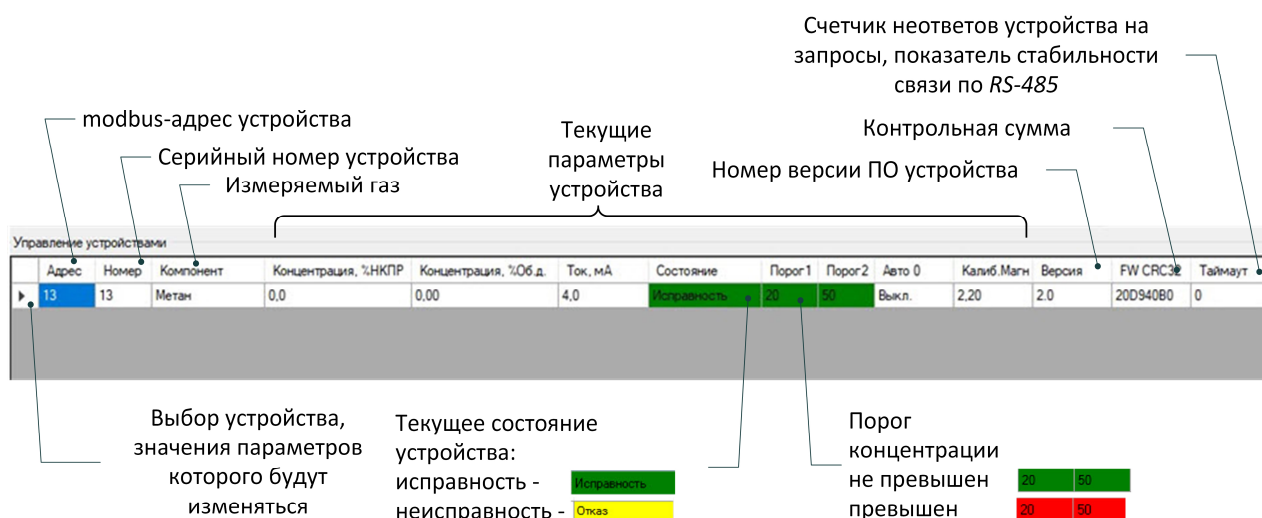 Счетчик неответов устройства на
запросы, показатель стабильности
связи по RS-485
modbus-адрес устройства
Серийный номер устройства
Измеряемый газ
Текущие
параметры
устройства
Контрольная сумма
Номер версии ПО устройства
Управление устройствами
Адрес Номер Компонент Концентрация, %НКПР Концентрация, %Об.д. Ток, мА Состояние Порог1 Порог2 Авто 0 Калиб.Магн Версия FW CRC32 Таймаут
13 13 Метан 0,0 0,00 4,0 Исправность 20 50 Выкл. 2,20 2.0 20D940B0 0
Выбор устройства,
значения параметров
которого будут
изменяться
Текущее состояние
устройства:
исправность - Исправность
неисправность - Отказ
Порог
концентрации
не превышен 20 50
превышен 20 50